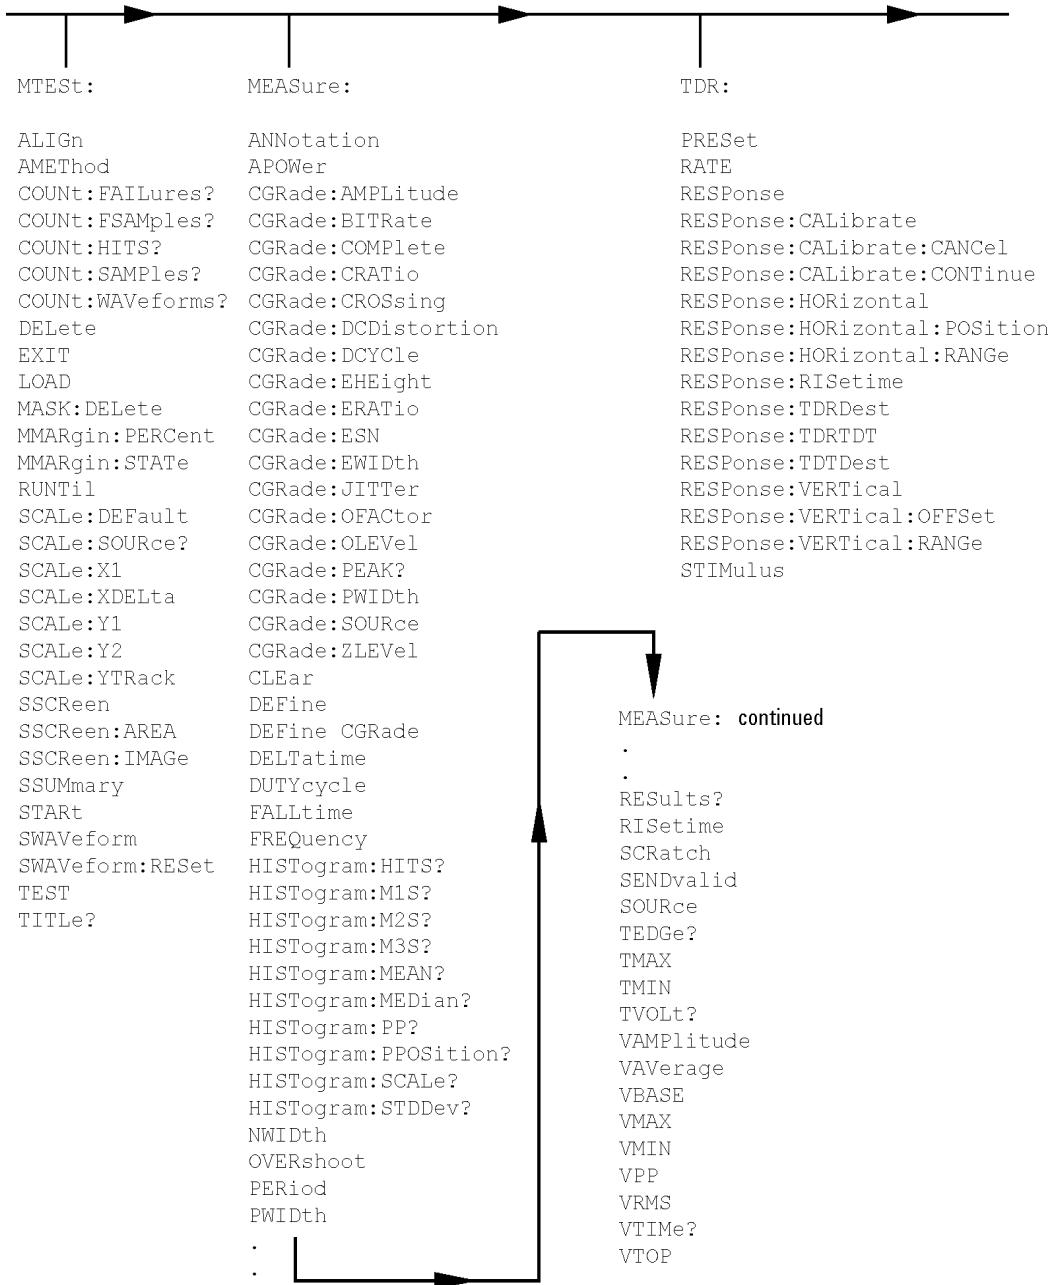 MTESt:
ALIGn
AMEThod
COUNt:FAILures?
COUNt:FSAMples?
COUNt:HITS?
COUNt:SAMPles?
COUNt:WAVeforms?
DELete
EXIT
LOAD
MASK:DELete
MMARgin:PERCent
MMARgin:STATe
RUNTil
SCALe:DEFault
SCALe:SOURce?
SCALe:X1
SCALe:XDELta
SCALe:Y1
SCALe:Y2
SCALe:YTRack
SSCReen
SSCReen:AREA
SSCReen:IMAGe
SSUMmary
STARt
SWAVeform
SWAVeform:RESet
TEST
TITLe?
MEASure:
ANNotation
APOWer
CGRade:AMPLitude
CGRade:BITRate
CGRade:COMPlete
CGRade:CRATio
CGRade:CROSsing
CGRade:DCDistortion
CGRade:DCYCle
CGRade:EHEight
CGRade:ERATio
CGRade:ESN
CGRade:EWIDth
CGRade:JITTer
CGRade:OFACtor
CGRade:OLEVel
CGRade:PEAK?
CGRade:PWIDth
CGRade:SOURce
CGRade:ZLEVel
CLEar
DEFine
DEFine CGRade
DELTatime
DUTYcycle
FALLtime
FREQuency
HISTogram:HITS?
HISTogram:M1S?
HISTogram:M2S?
HISTogram:M3S?
HISTogram:MEAN?
HISTogram:MEDian?
HISTogram:PP?
HISTogram:PPOSition?
HISTogram:SCALe?
HISTogram:STDDev?
NWIDth
OVERshoot
PERiod
PWIDth
.
.
TDR:
PRESet
RATE
RESPonse
RESPonse:CALibrate
RESPonse:CALibrate:CANCel
RESPonse:CALibrate:CONTinue
RESPonse:HORizontal
RESPonse:HORizontal:POSition
RESPonse:HORizontal:RANGe
RESPonse:RISetime
RESPonse:TDRDest
RESPonse:TDRTDT
RESPonse:TDTDest
RESPonse:VERTical
RESPonse:VERTical:OFFSet
RESPonse:VERTical:RANGe
STIMulus
MEASure: continued
.
.
RESults?
RISetime
SCRatch
SENDvalid
SOURce
TEDGe?
TMAX
TMIN
TVOLt?
VAMPlitude
VAVerage
VBASE
VMAX
VMIN
VPP
VRMS
VTIMe?
VTOP